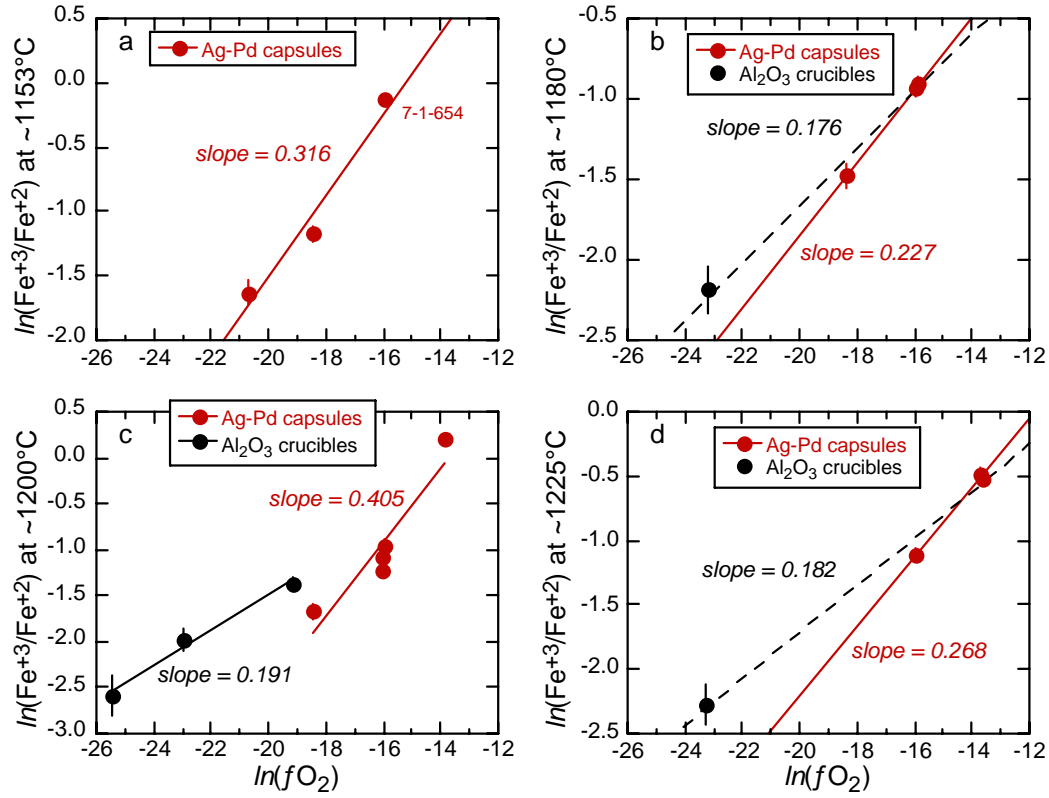 a
Ag-Pd capsules
7-1-654
slope = 0.316
ln(Fe+3/Fe+2) at ~1153°C
0.5
0.0
-0.5
-1.0
-1.5
-2.0
-26 -24 -22 -20 -18 -16 -14 -12
b
Ag-Pd capsules
Al2O3 crucibles
slope = 0.176
slope = 0.227
ln(Fe+3/Fe+2) at ~1180°C
-0.5
-1.0
-1.5
-2.0
-2.5
-26 -24 -22 -20 -18 -16 -14 -12
c
Ag-Pd capsules
Al2O3 crucibles
slope = 0.405
slope = 0.191
ln(Fe+3/Fe+2) at ~1200°C
0.5
0.0
-0.5
-1.0
-1.5
-2.0
-2.5
-3.0
-26 -24 -22 -20 -18 -16 -14 -12
ln(fO2)
d
Ag-Pd capsules
Al2O3 crucibles
slope = 0.182
slope = 0.268
ln(Fe+3/Fe+2) at ~1225°C
0.0
-0.5
-1.0
-1.5
-2.0
-2.5
-26 -24 -22 -20 -18 -16 -14 -12
ln(fO2)